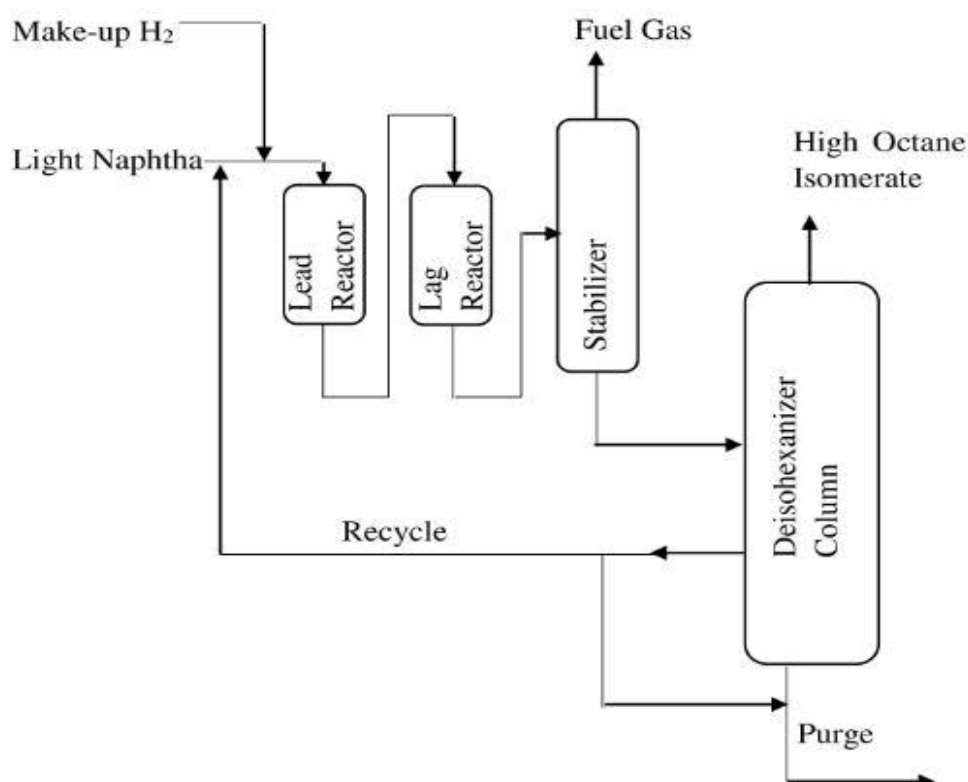 Make-up H₂
Fuel Gas
Light Naphtha
High Octane
Isomerate
Lead
Reactor
Lag
Reactor
Stabilizer
Deisohexanizer
Column
Recycle
Purge